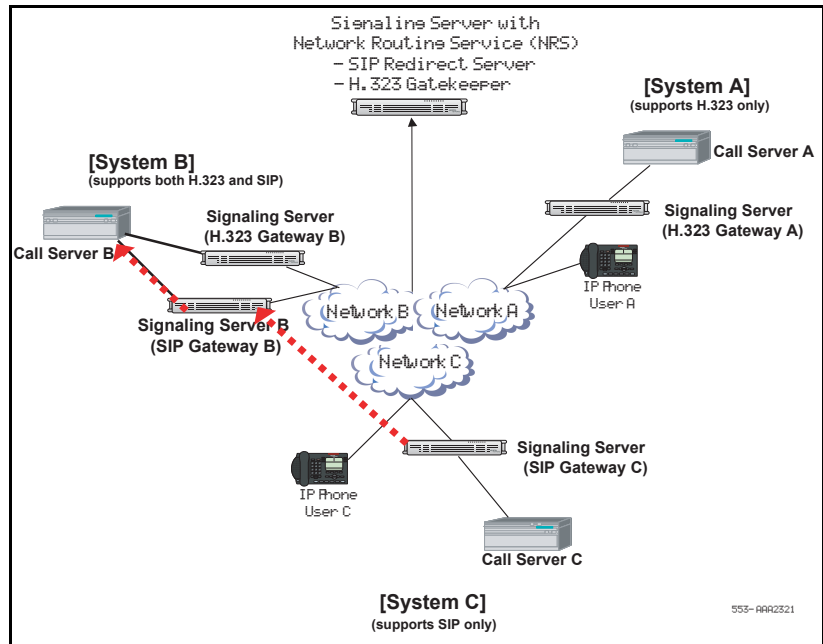 Signaling Server with
Network Routing Service (NRS)
- SIP Redirect Server
- H.323 Gatekeeper
[System A]
(supports H.323 only)
Call Server A
[System B]
(supports both H.323 and SIP)
Signaling Server
(H.323 Gateway B)
Signaling Server
(H.323 Gateway A)
Call Server B
IP Phone
User A
Network B
Network A
Signaling Server B
(SIP Gateway B)
Network C
Signaling Server
(SIP Gateway C)
IP Phone
User C
Call Server C
[System C]
(supports SIP only)
553-AAA2321